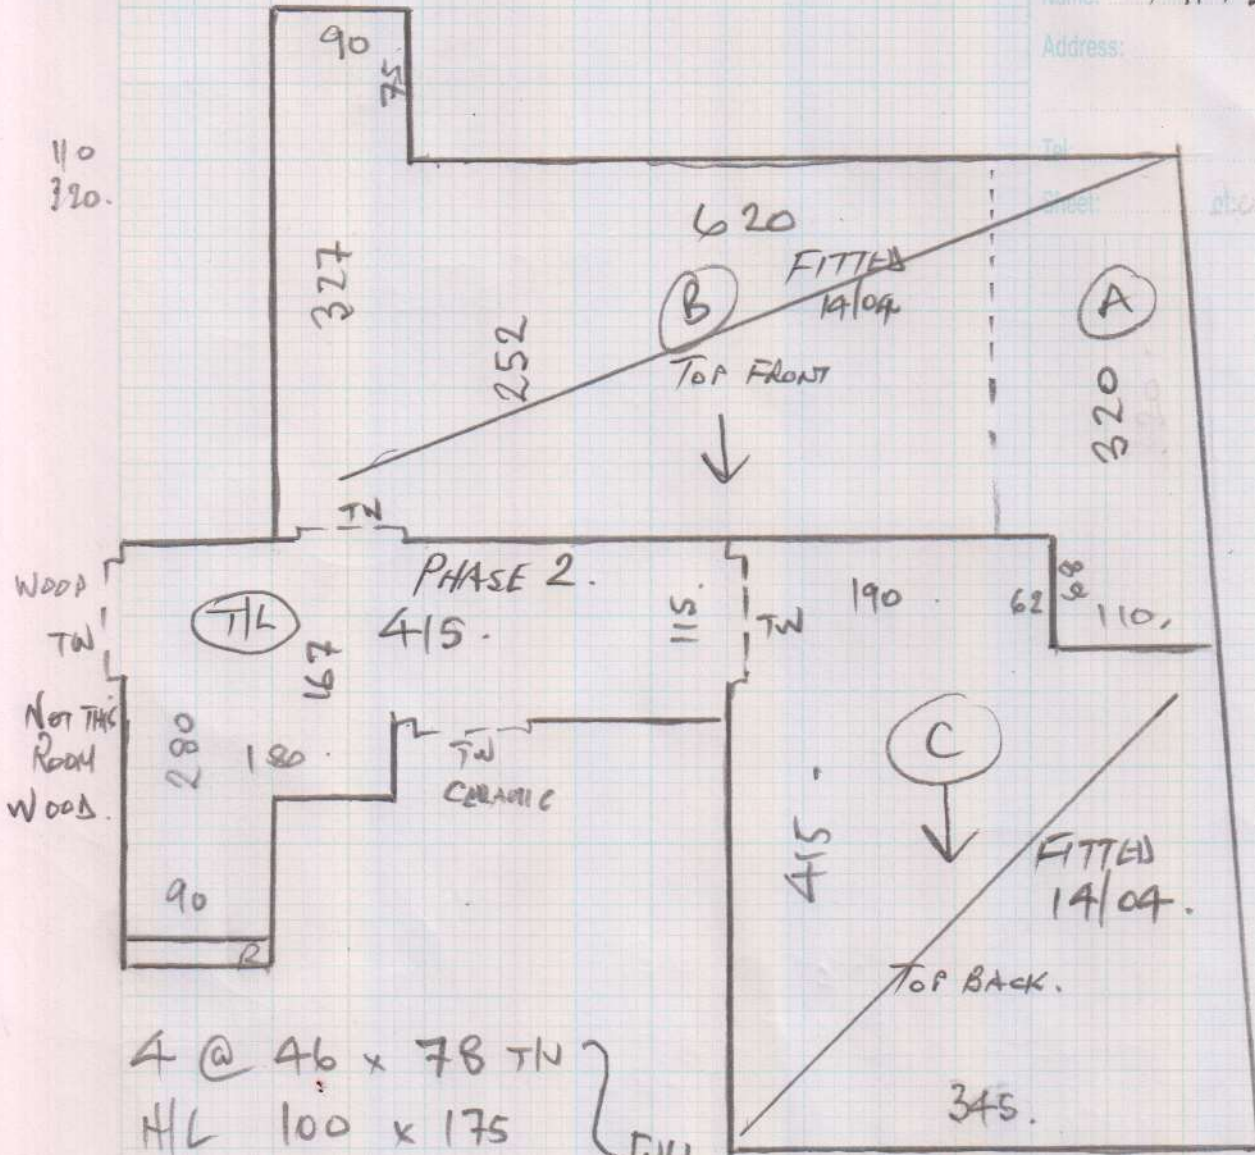 90
75
Name:
Address:
110
320.
Tel:
Sheet:
620
327
FITTED
14/04
B
A
252
TOP FRONT
320
TW
PHASE 2.
WOOD
TW
T/L
415.
115.
TW
190.
62
68
110,
167
NOT THIS
ROOM
WOOD.
280
180.
TW
CERAMIC
C
415.
FITTED
14/04.
90
R
TOP BACK.
4 @ 46 x 78 T/N
H/L 100 x 175
345.